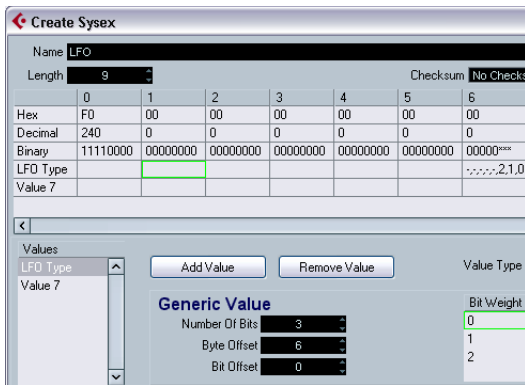 Create Sysex
Name LFO
Length 9 Checksum No Checks
0 1 2 3 4 5 6
Hex F0 00 00 00 00 00 00
Decimal 240 0 0 0 0 0 0
Binary 11110000 00000000 00000000 00000000 00000000 00000000 00000***
LFO Type -,-,-,-,-,2,1,0
Value 7
Values
LFO Type Add Value Remove Value Value Type
Value 7
Generic Value Bit Weight
Number Of Bits 3 0
Byte Offset 6 1
Bit Offset 0 2